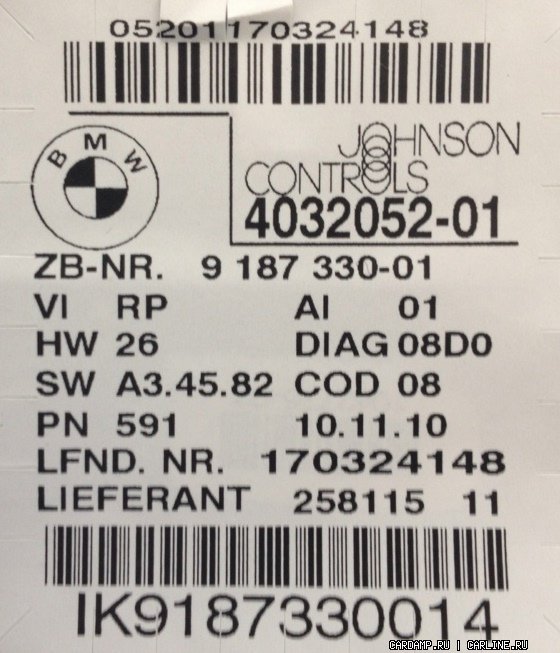 05201170324148
BMW
JOHNSON
CONTROLS
4032052-01
ZB-NR. 9 187 330-01
VI RP AI 01
HW 26 DIAG 08D0
SW A3.45.82 COD 08
PN 591 10.11.10
LFND. NR. 170324148
LIEFERANT 258115 11
IK9187330014
CARDAMP.RU | CARLINE.RU